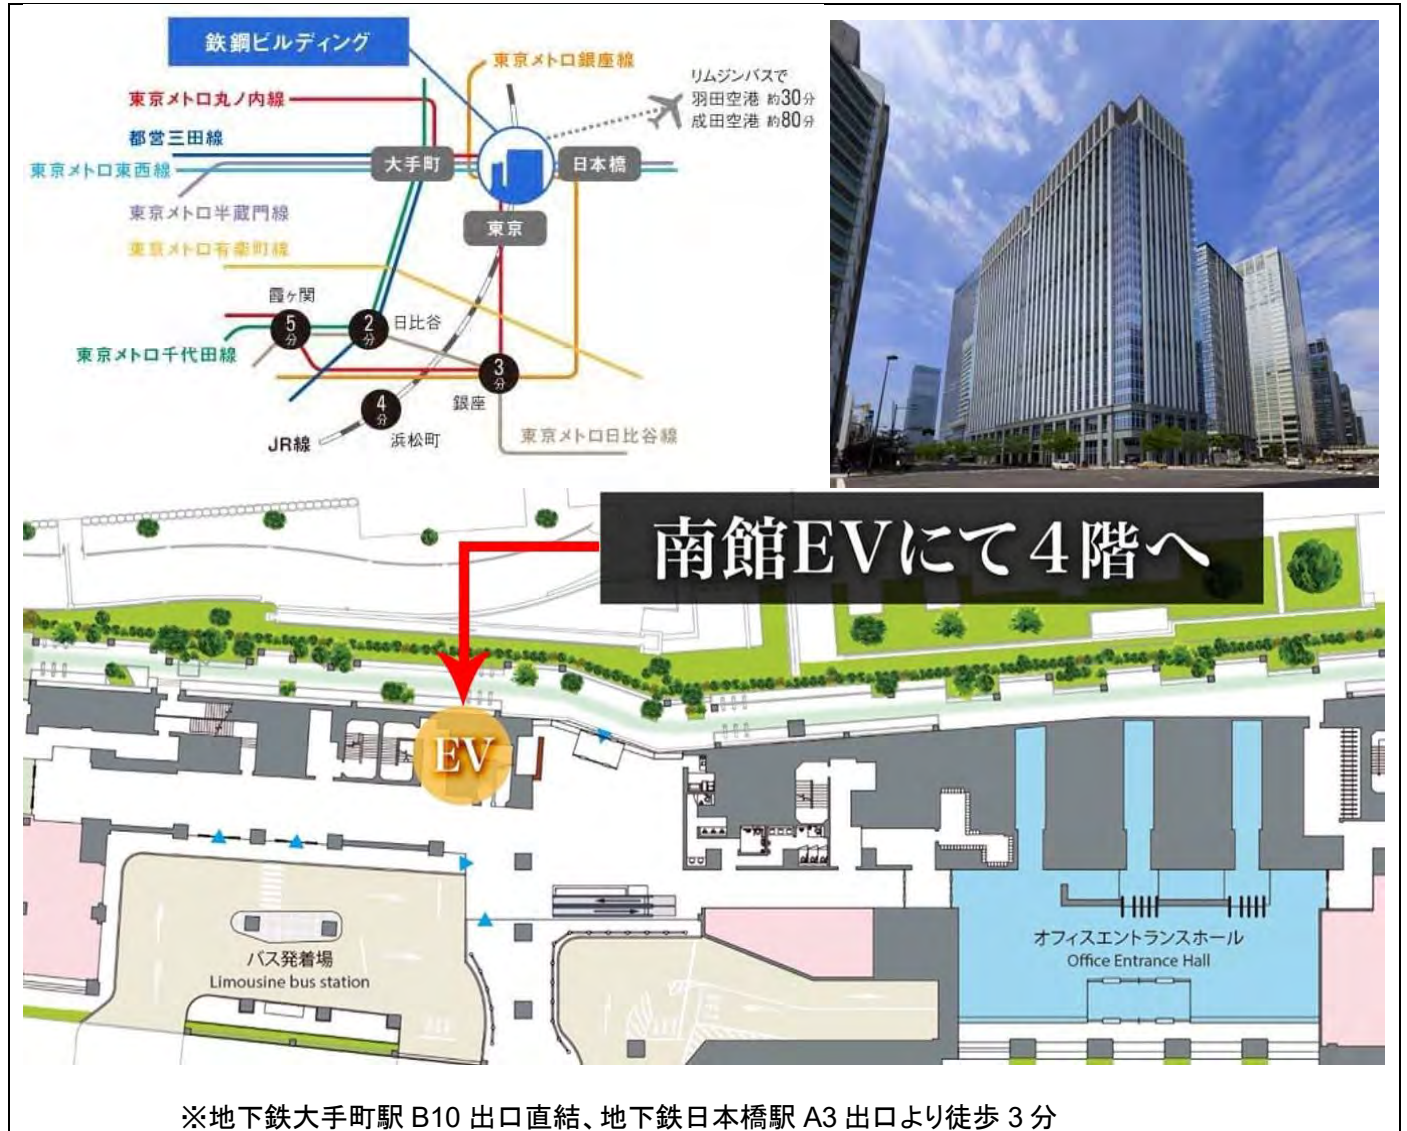 鉄鋼ビルディング
東京メトロ銀座線
リムジンバスで
羽田空港 約30分
成田空港 約80分
東京メトロ丸ノ内線
都営三田線
東京メトロ東西線
大手町
日本橋
東京メトロ半蔵門線
東京
東京メトロ有楽町線
霞ヶ関
5分
2分
日比谷
東京メトロ千代田線
3分
銀座
4分
浜松町
JR線
東京メトロ日比谷線
南館EVにて4階へ
EV
バス発着場
Limousine bus station
オフィスエントランスホール
Office Entrance Hall
※地下鉄大手町駅 B10 出口直結、地下鉄日本橋駅 A3 出口より徒歩 3 分